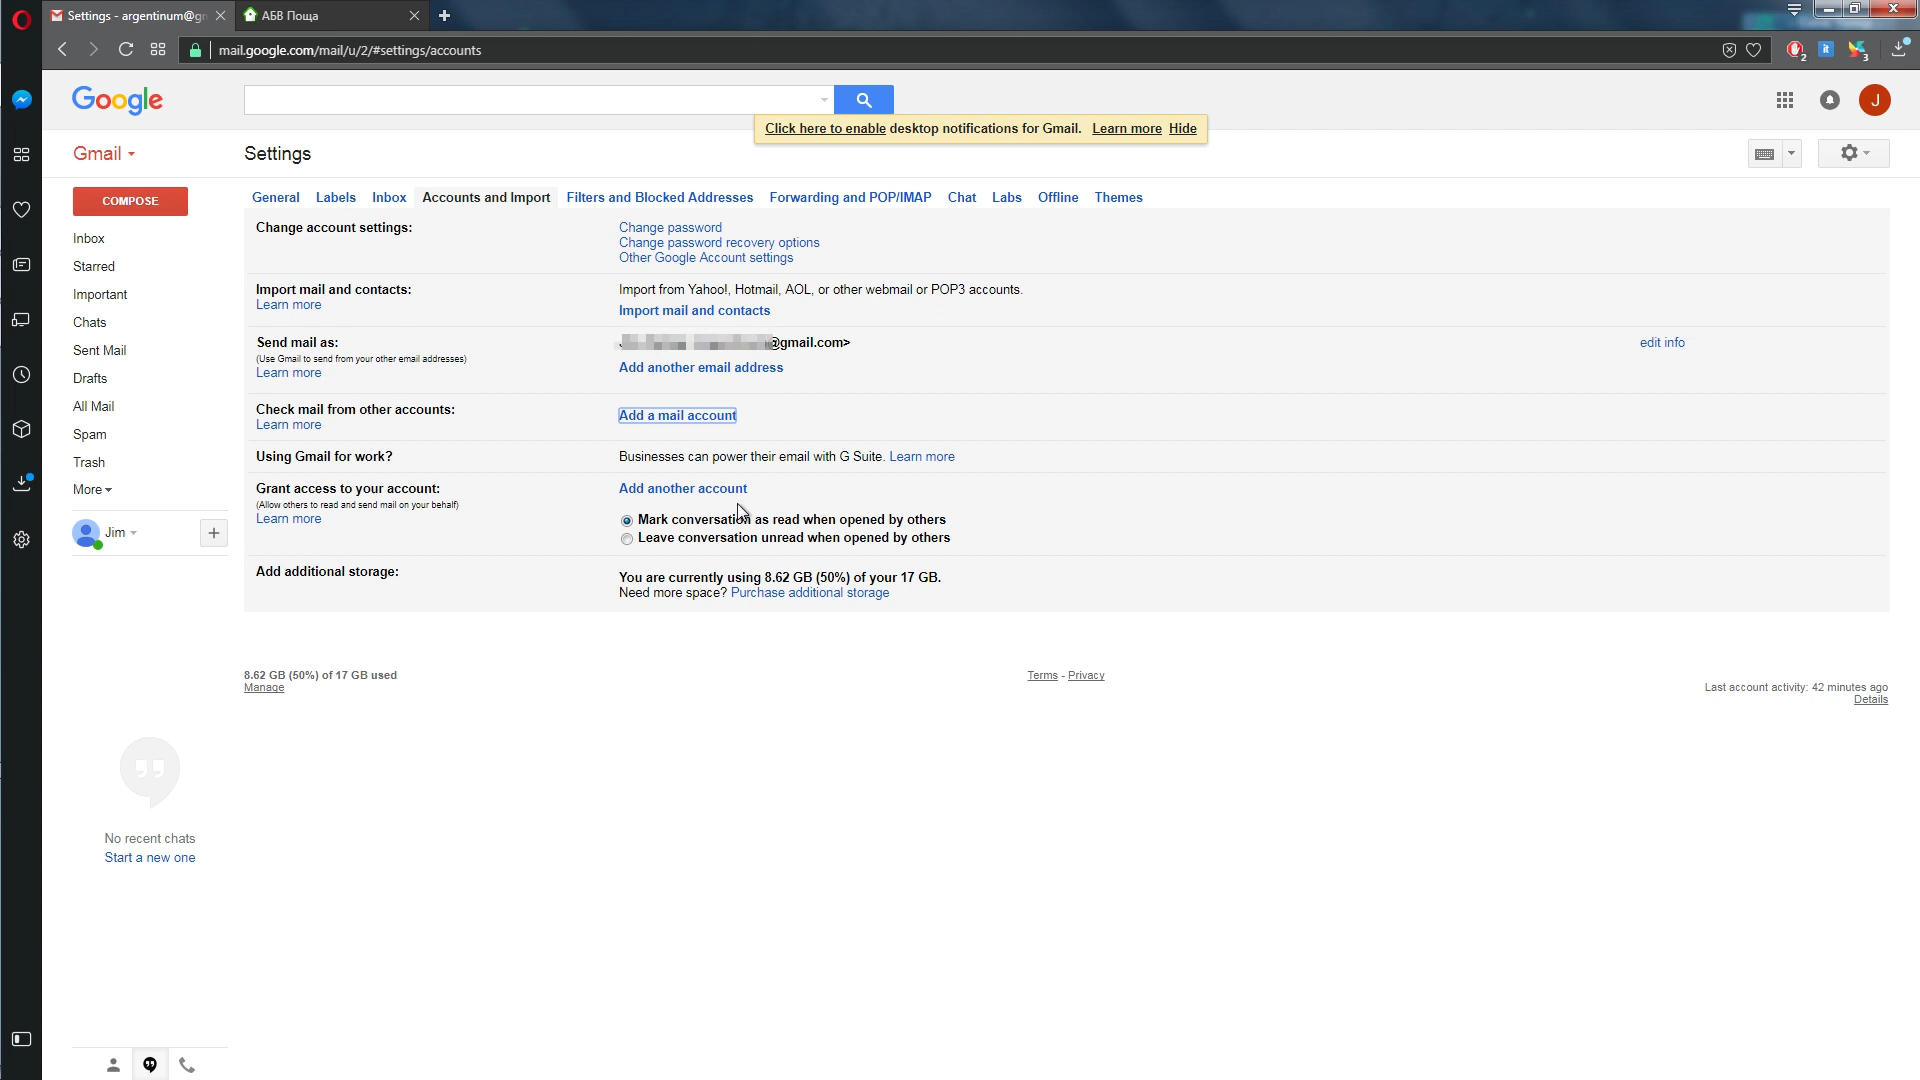 Settings - argentinum@g
АБВ Поща
mail.google.com/mail/u/2/#settings/accounts
2
it
3
Google
J
Click here to enable desktop notifications for Gmail. Learn more Hide
Gmail
Settings
COMPOSE
General Labels Inbox Accounts and Import Filters and Blocked Addresses Forwarding and POP/IMAP Chat Labs Offline Themes
Inbox
Starred
Important
Chats
Sent Mail
Drafts
All Mail
Spam
Trash
More
Jim
Change account settings:
Change password
Change password recovery options
Other Google Account settings
Import mail and contacts:
Learn more
Import from Yahoo!, Hotmail, AOL, or other webmail or POP3 accounts.
Import mail and contacts
Send mail as:
(Use Gmail to send from your other email addresses)
Learn more
@gmail.com>
edit info
Add another email address
Check mail from other accounts:
Learn more
Add a mail account
Using Gmail for work?
Businesses can power their email with G Suite. Learn more
Grant access to your account:
(Allow others to read and send mail on your behalf)
Learn more
Add another account
Mark conversation as read when opened by others
Leave conversation unread when opened by others
Add additional storage:
You are currently using 8.62 GB (50%) of your 17 GB.
Need more space? Purchase additional storage
8.62 GB (50%) of 17 GB used
Manage
Terms - Privacy
Last account activity: 42 minutes ago
Details
No recent chats
Start a new one